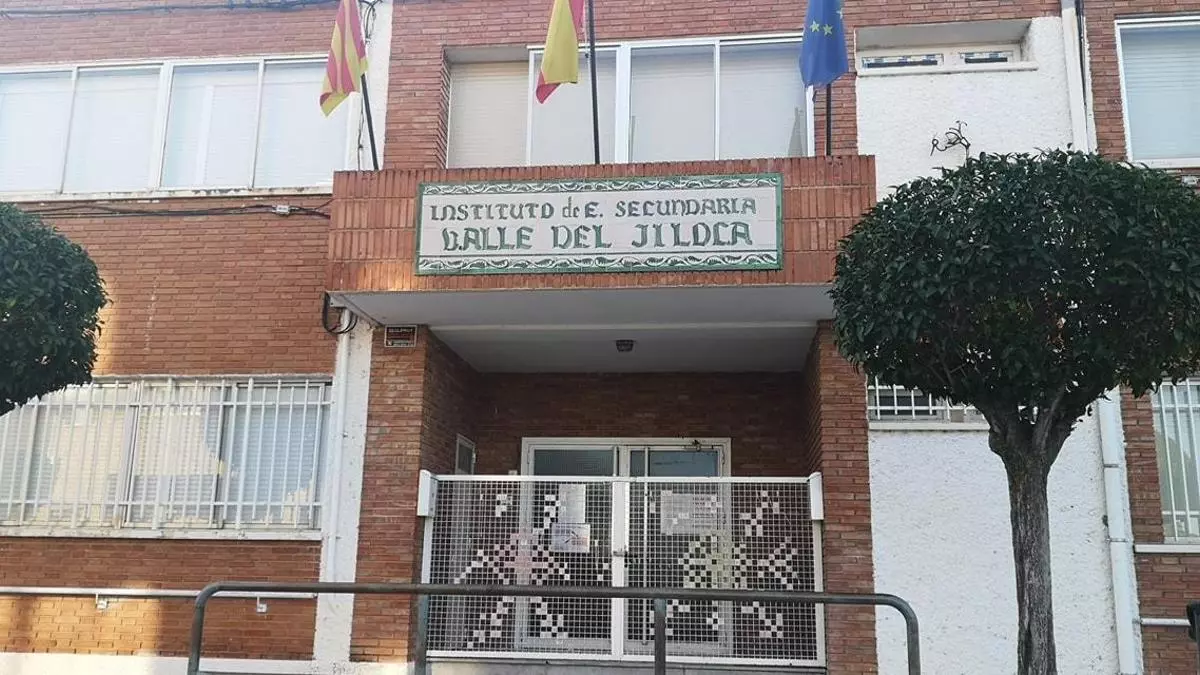 INSTITUTO de E. SECUNDARIA
VALLE DEL JILOCA